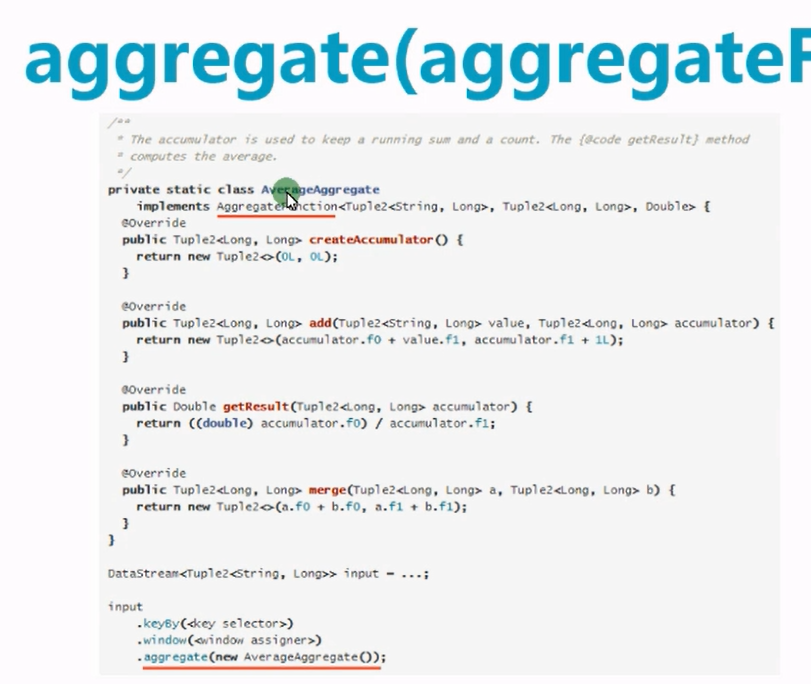 aggregate(aggregateF
/**
 * The accumulator is used to keep a running sum and a count. The {@code getResult} method
 * computes the average.
 */
private static class AverageAggregate
    implements AggregateFunction<Tuple2<String, Long>, Tuple2<Long, Long>, Double> {
  @Override
  public Tuple2<Long, Long> createAccumulator() {
    return new Tuple2<>(0L, 0L);
  }
  @Override
  public Tuple2<Long, Long> add(Tuple2<String, Long> value, Tuple2<Long, Long> accumulator) {
    return new Tuple2<>(accumulator.f0 + value.f1, accumulator.f1 + 1L);
  }
  @Override
  public Double getResult(Tuple2<Long, Long> accumulator) {
    return ((double) accumulator.f0) / accumulator.f1;
  }
  @Override
  public Tuple2<Long, Long> merge(Tuple2<Long, Long> a, Tuple2<Long, Long> b) {
    return new Tuple2<>(a.f0 + b.f0, a.f1 + b.f1);
  }
}
DataStream<Tuple2<String, Long>> input = ...;
input
    .keyBy(<key selector>)
    .window(<window assigner>)
    .aggregate(new AverageAggregate());